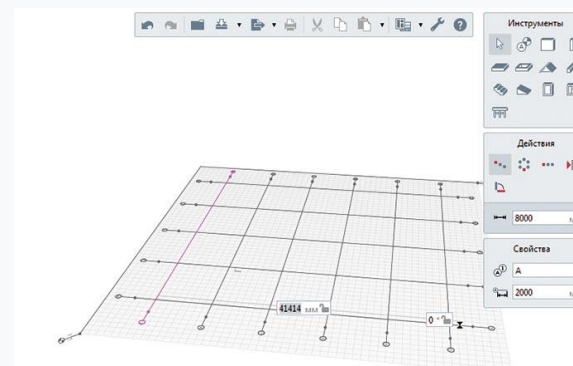 Инструменты
Действия
8000
Свойства
A
2000
41414 мм
0 °